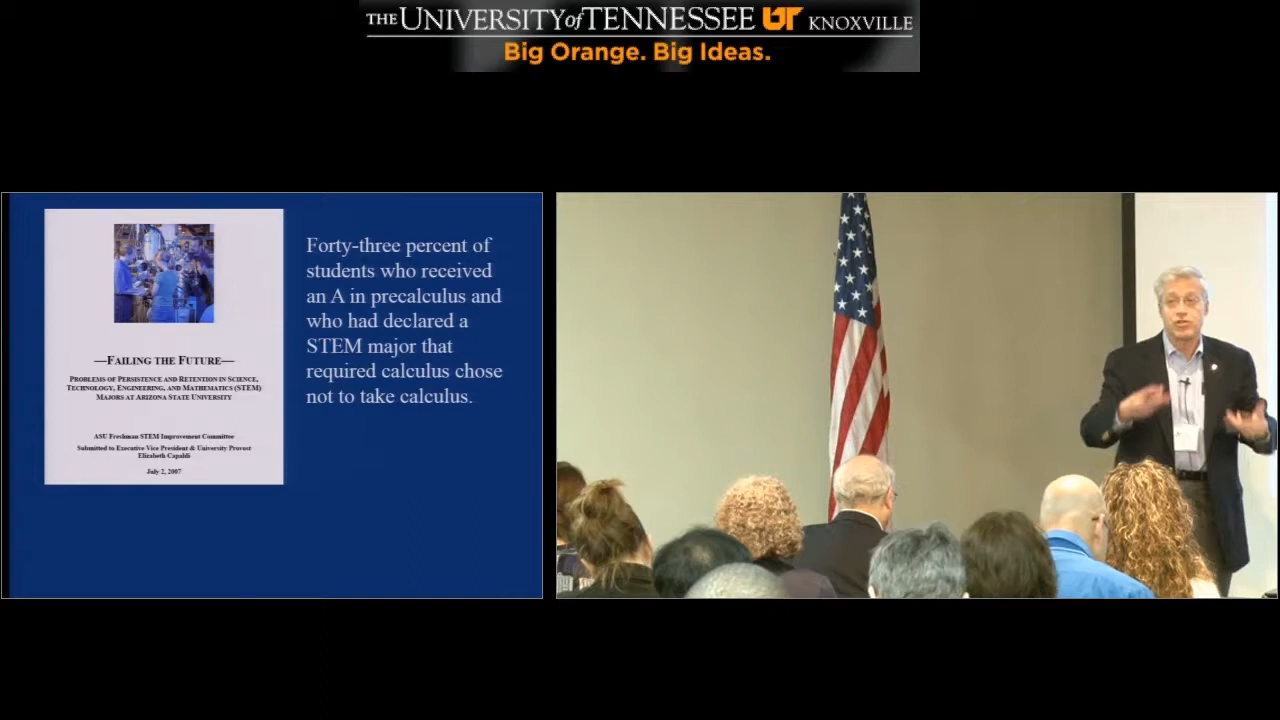 THE UNIVERSITY of TENNESSEE UT KNOXVILLE
Big Orange. Big Ideas.
—FAILING THE FUTURE—
PROBLEMS OF PERSISTENCE AND RETENTION IN SCIENCE,
TECHNOLOGY, ENGINEERING, AND MATHEMATICS (STEM)
MAJORS AT ARIZONA STATE UNIVERSITY
ASU Freshman STEM Improvement Committee
Submitted to Executive Vice President & University Provost
Elizabeth Capaldi
July 2, 2007
Forty-three percent of
students who received
an A in precalculus and
who had declared a
STEM major that
required calculus chose
not to take calculus.